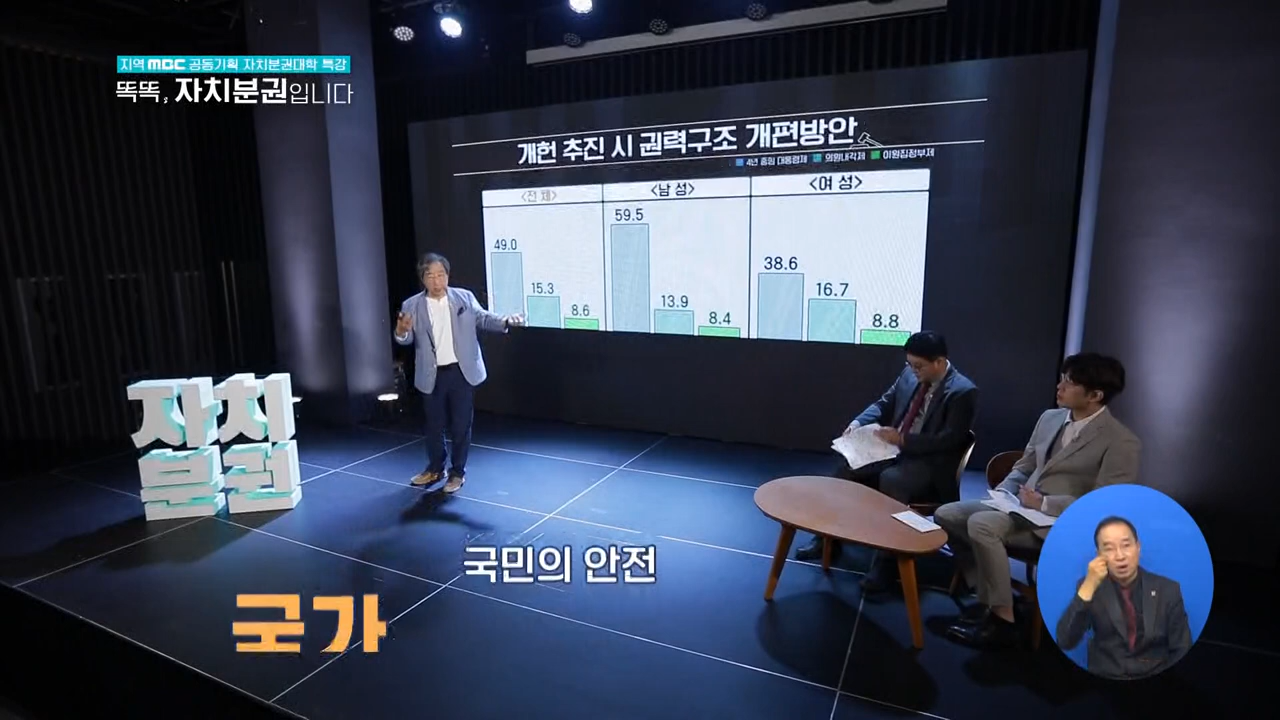 지역 MBC 공동기획 자치분권대학 특강
똑똑, 자치분권입니다
개헌 추진 시 권력구조 개편방안
4년 중임 대통령제 의원내각제 이원집정부제
<전 체> <남 성> <여 성>
49.0 15.3 8.6 59.5 13.9 8.4 38.6 16.7 8.8
자치
분권
국민의 안전
국가